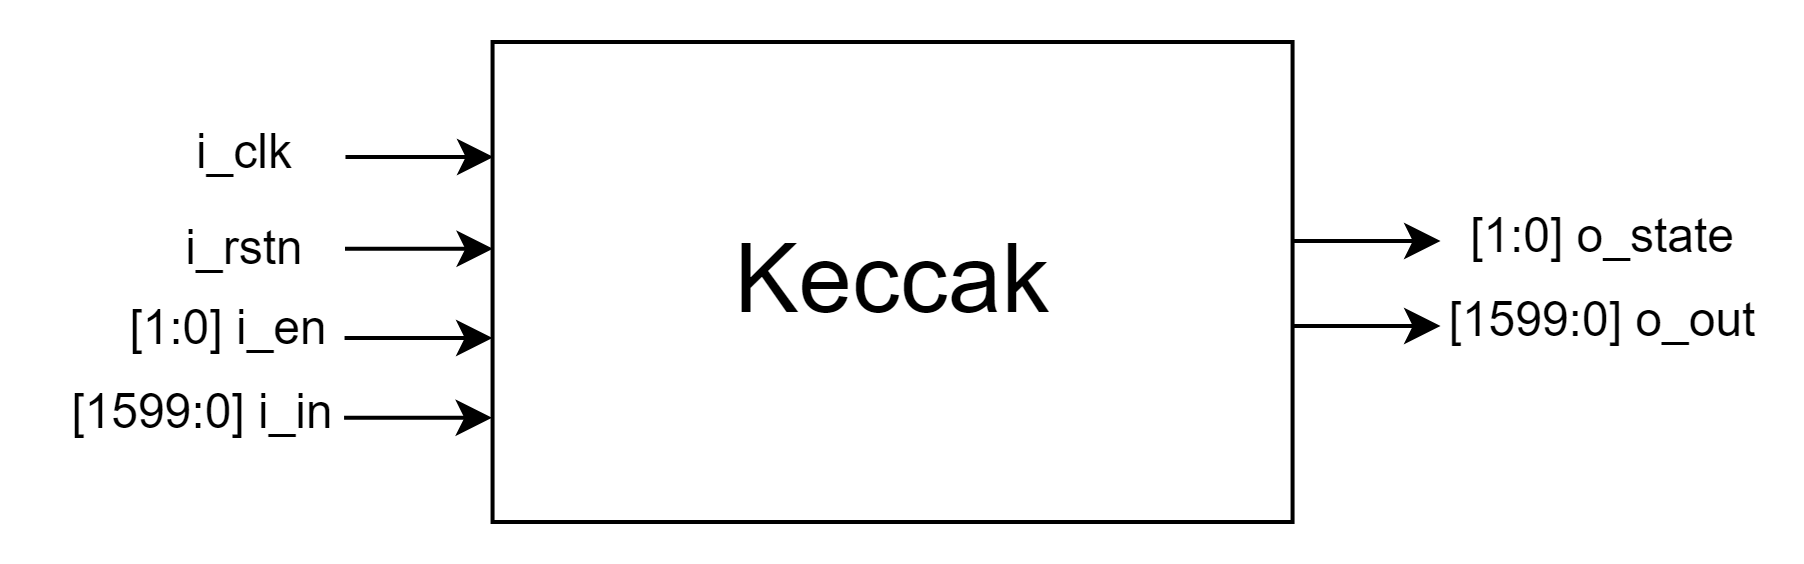 i_clk
i_rstn
[1:0] i_en
[1599:0] i_in
Keccak
[1:0] o_state
[1599:0] o_out